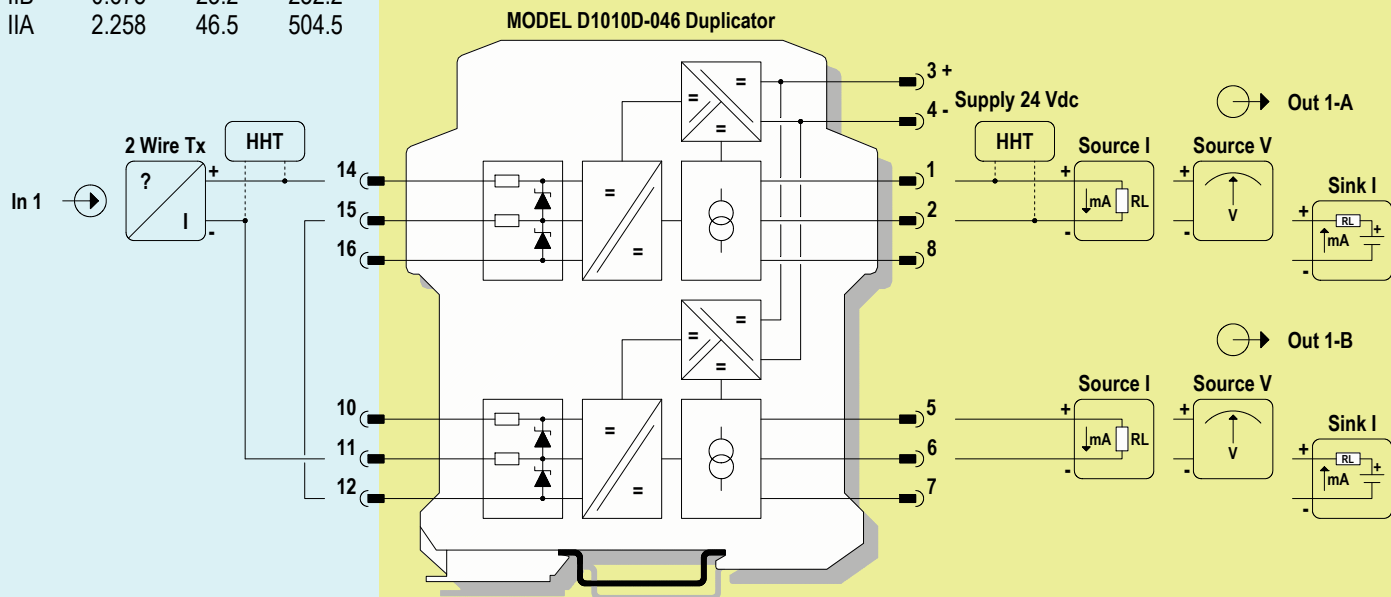 IIA 2.258 46.5 504.5
MODEL D1010D-046 Duplicator
3 +
4 -
Supply 24 Vdc
Out 1-A
2 Wire Tx
HHT
HHT
Source I
Source V
Sink I
In 1
?
I
+
-
14
15
16
=
=
=
=
=
1
2
8
+
-
mA
RL
+
-
V
+
-
RL
+
mA
Out 1-B
=
=
=
Source I
Source V
Sink I
10
11
12
=
=
5
6
7
+
-
mA
RL
+
-
V
+
-
RL
+
mA